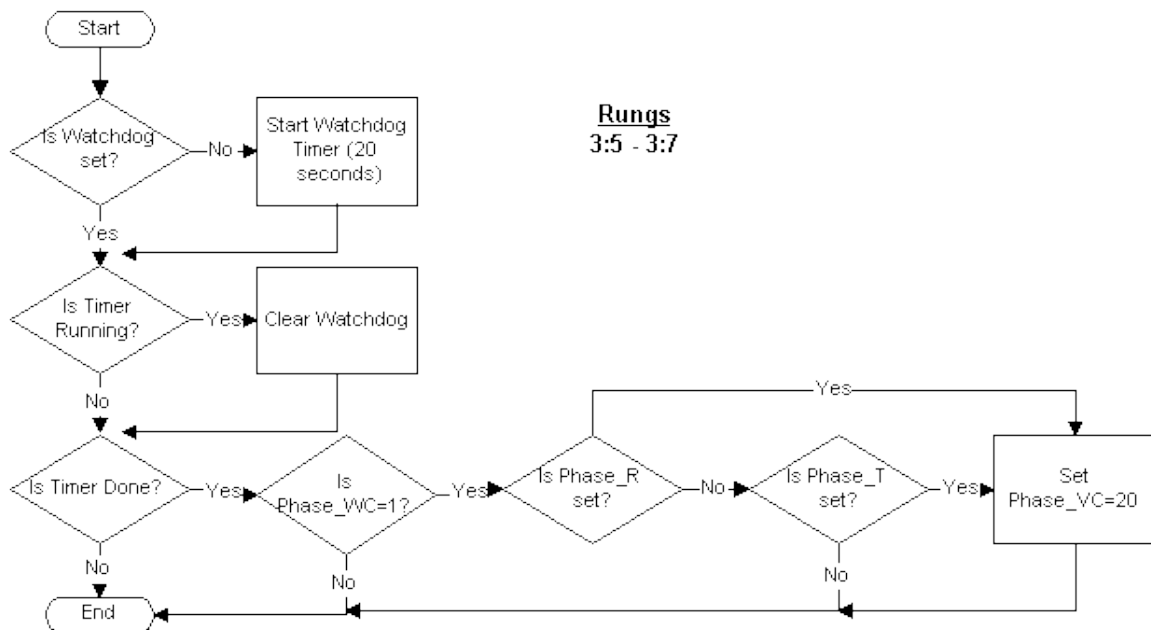 Start
Is Watchdog
set?
No
Start Watchdog
Timer (20
seconds)
Rungs
3:5 - 3:7
Yes
Is Timer
Running?
Yes
Clear Watchdog
No
Yes
Is Timer Done?
Yes
Is
Phase_WC=1?
Yes
Is Phase_R
set?
No
Is Phase_T
set?
Yes
Set
Phase_VC=20
No
No
No
End